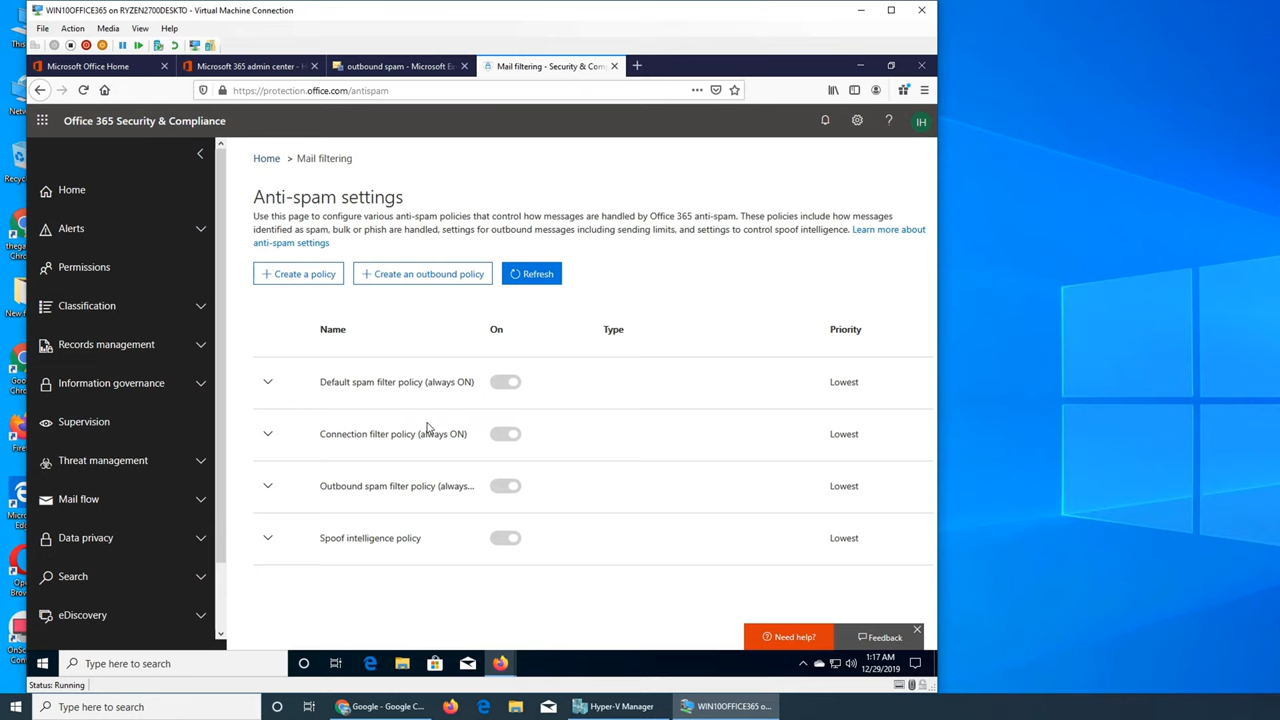 WIN10OFFICE365 on RYZEN2700DESKTO - Virtual Machine Connection
File Action Media View Help
Microsoft Office Home
Microsoft 365 admin center - H
outbound spam - Microsoft Ex
Mail filtering - Security & Com
https://protection.office.com/antispam
Office 365 Security & Compliance
IH
Home > Mail filtering
Anti-spam settings
Use this page to configure various anti-spam policies that control how messages are handled by Office 365 anti-spam. These policies include how messages
identified as spam, bulk or phish are handled, settings for outbound messages including sending limits, and settings to control spoof intelligence. Learn more about
anti-spam settings
Create a policy
Create an outbound policy
Refresh
Name On Type Priority
Default spam filter policy (always ON) Lowest
Connection filter policy (always ON) Lowest
Outbound spam filter policy (always... Lowest
Spoof intelligence policy Lowest
Home
Alerts
Permissions
Classification
Records management
Information governance
Supervision
Threat management
Mail flow
Data privacy
Search
eDiscovery
Need help?
Feedback
Type here to search
1:17 AM
12/29/2019
Status: Running
Type here to search
Google - Google C...
Hyper-V Manager
WIN10OFFICE365 o...